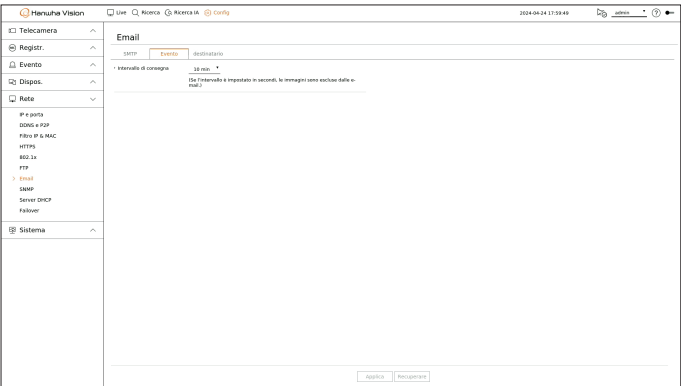 Hanwha Vision
Live Ricerca Ricerca IA Config 2024-04-24 17:59:49 admin ?
Telecamera
Registr.
Evento
Dispos.
Rete
IP e porta
DDNS e P2P
Filtro IP & MAC
HTTPS
802.1x
FTP
Email
SNMP
Server DHCP
Failover
Sistema
Email
SMTP Evento destinatario
Intervallo di consegna 10 min
(Se l'intervallo è impostato in secondi, le immagini sono escluse dalle e-
mail.)
Applica Recuperare